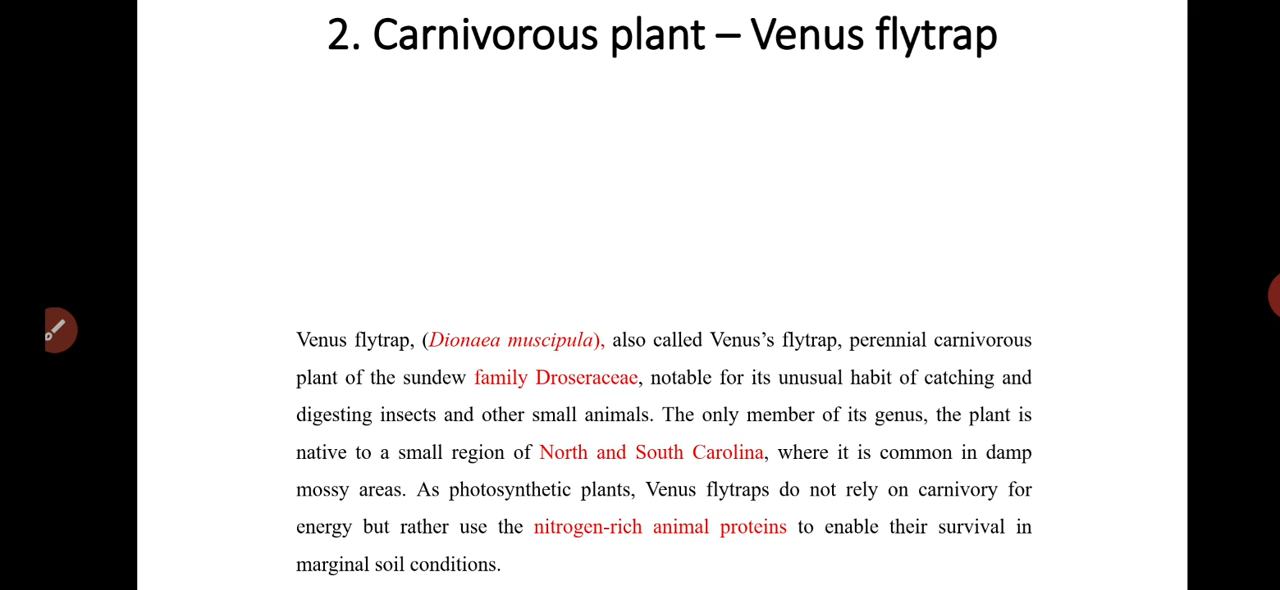 2. Carnivorous plant – Venus flytrap
Venus flytrap, (Dionaea muscipula), also called Venus’s flytrap, perennial carnivorous
plant of the sundew family Droseraceae, notable for its unusual habit of catching and
digesting insects and other small animals. The only member of its genus, the plant is
native to a small region of North and South Carolina, where it is common in damp
mossy areas. As photosynthetic plants, Venus flytraps do not rely on carnivory for
energy but rather use the nitrogen-rich animal proteins to enable their survival in
marginal soil conditions.